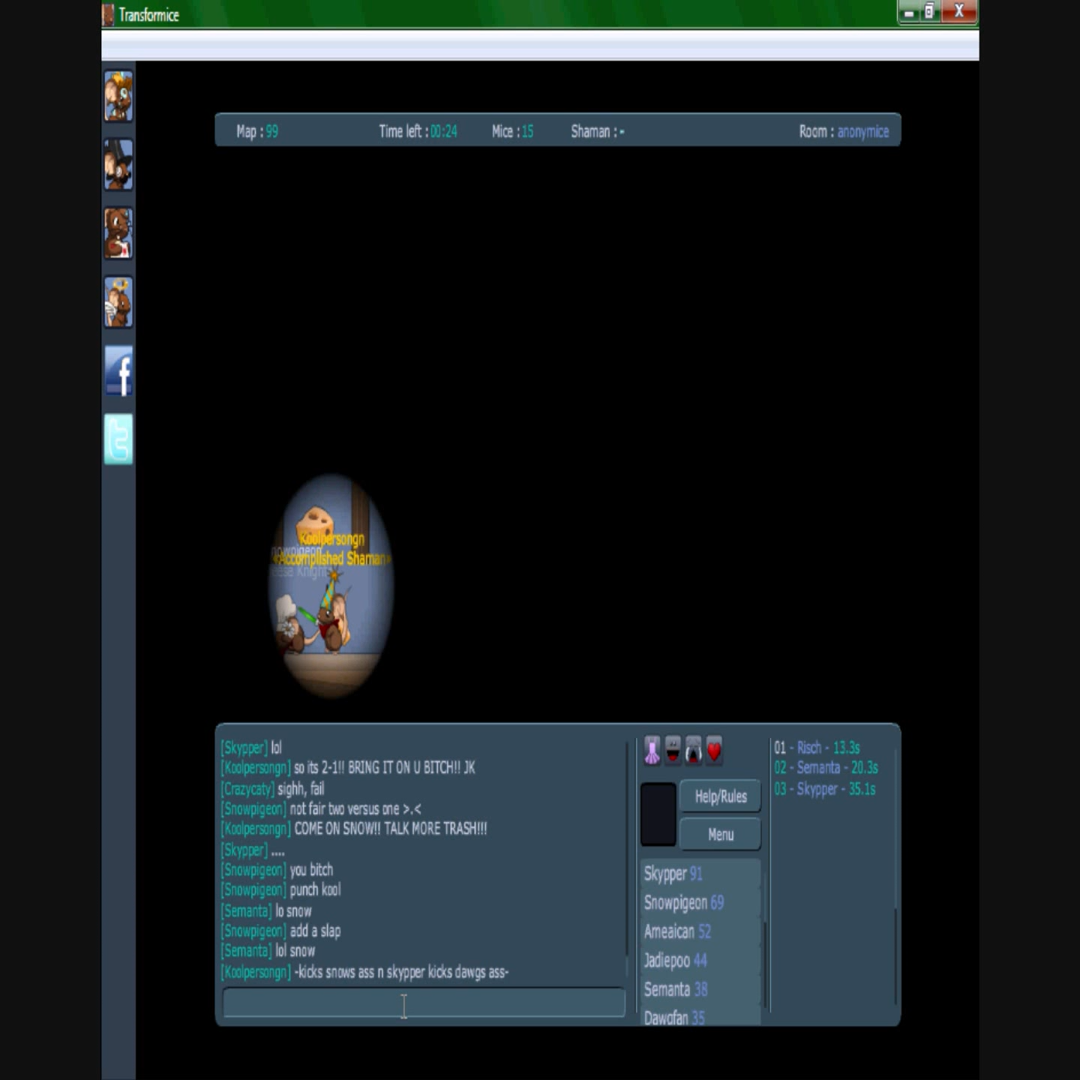 Transformice
Map : 99 Time left : 00:24 Mice : 15 Shaman : - Room : anonymice
Koolpersongn
Snowpigeon
«Accomplished Shaman»
Knight
[Skypper] lol
[Koolpersongn] so its 2-1!! BRING IT ON U BITCH!! JK
[Crazycaty] sighh, fail
[Snowpigeon] not fair two versus one >.<
[Koolpersongn] COME ON SNOW!! TALK MORE TRASH!!!
[Skypper] ....
[Snowpigeon] you bitch
[Snowpigeon] punch kool
[Semanta] lo snow
[Snowpigeon] add a slap
[Semanta] lol snow
[Koolpersongn] -kicks snows ass n skypper kicks dawgs ass-
Help/Rules
Menu
Skypper 91
Snowpigeon 69
Ameaican 52
Jadiepoo 44
Semanta 38
Dawgfan 35
01 - Risch - 13.3s
02 - Semanta - 20.3s
03 - Skypper - 35.1s